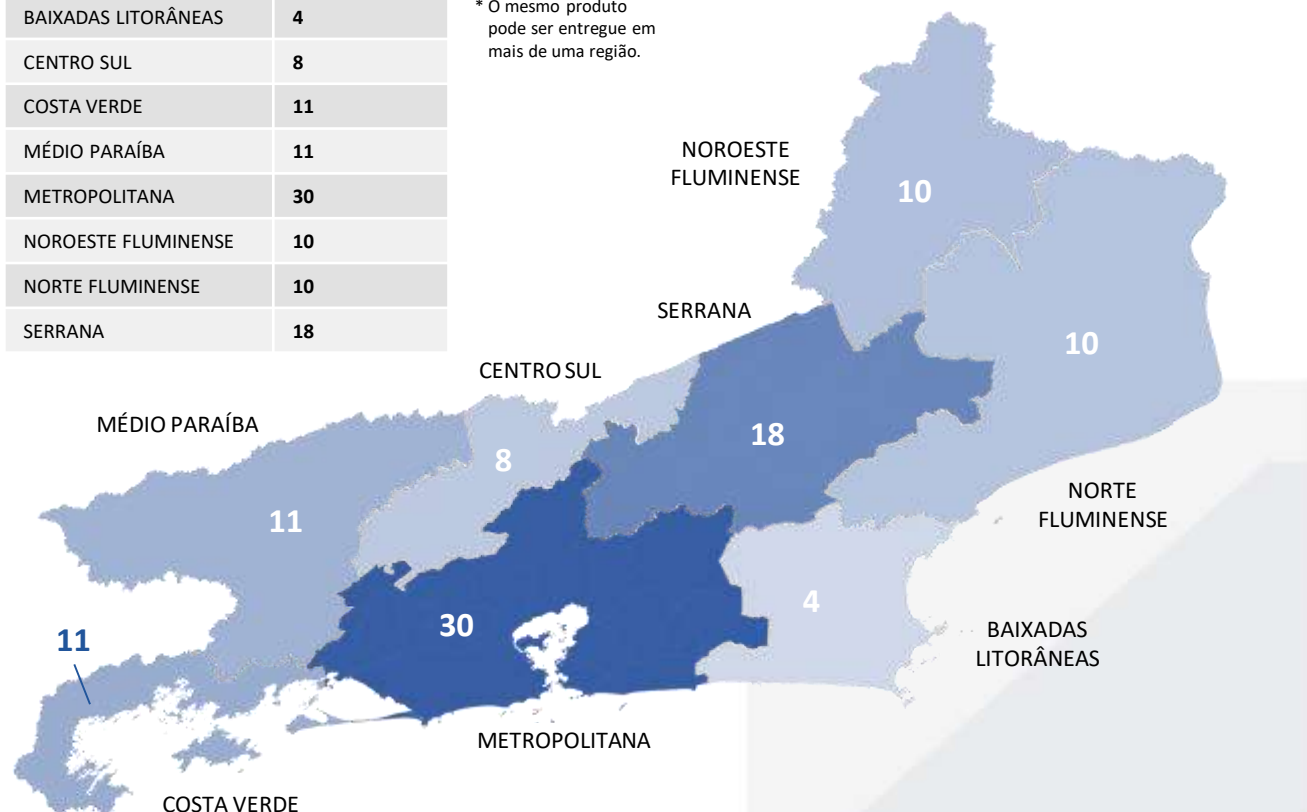 BAIXADAS LITORÂNEAS 4
CENTRO SUL 8
COSTA VERDE 11
MÉDIO PARAÍBA 11
METROPOLITANA 30
NOROESTE FLUMINENSE 10
NORTE FLUMINENSE 10
SERRANA 18
* O mesmo produto
pode ser entregue em
mais de uma região.
NOROESTE
FLUMINENSE
10
SERRANA
10
CENTRO SUL
MÉDIO PARAÍBA
18
8
NORTE
FLUMINENSE
11
4
30
11
BAIXADAS
LITORÂNEAS
METROPOLITANA
COSTA VERDE